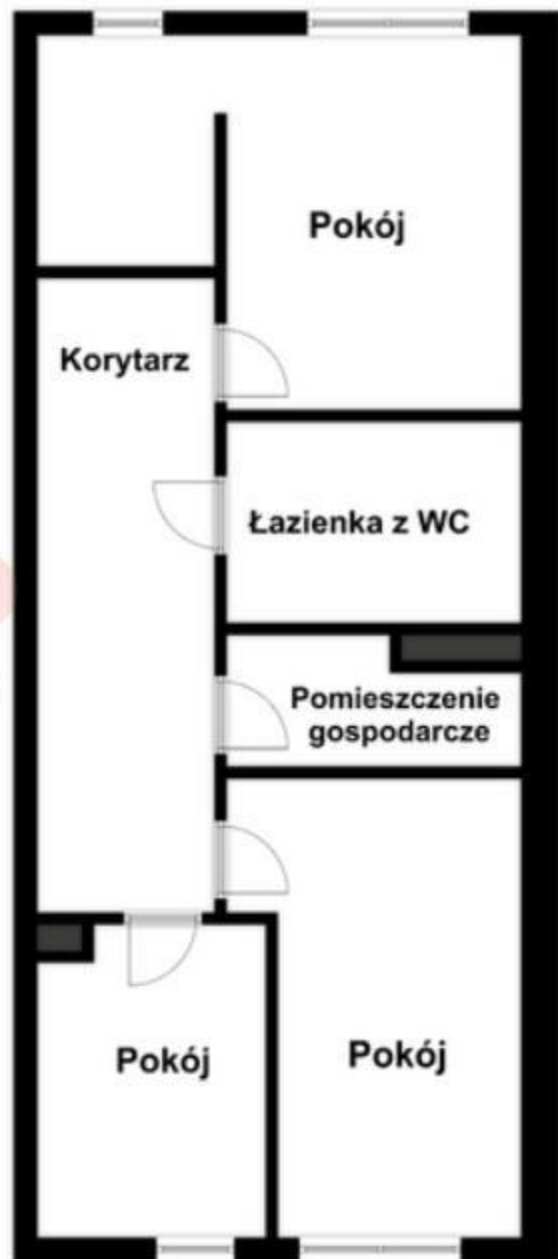 Pokój
Korytarz
Łazienka z WC
Pomieszczenie
gospodarcze
Pokój
Pokój